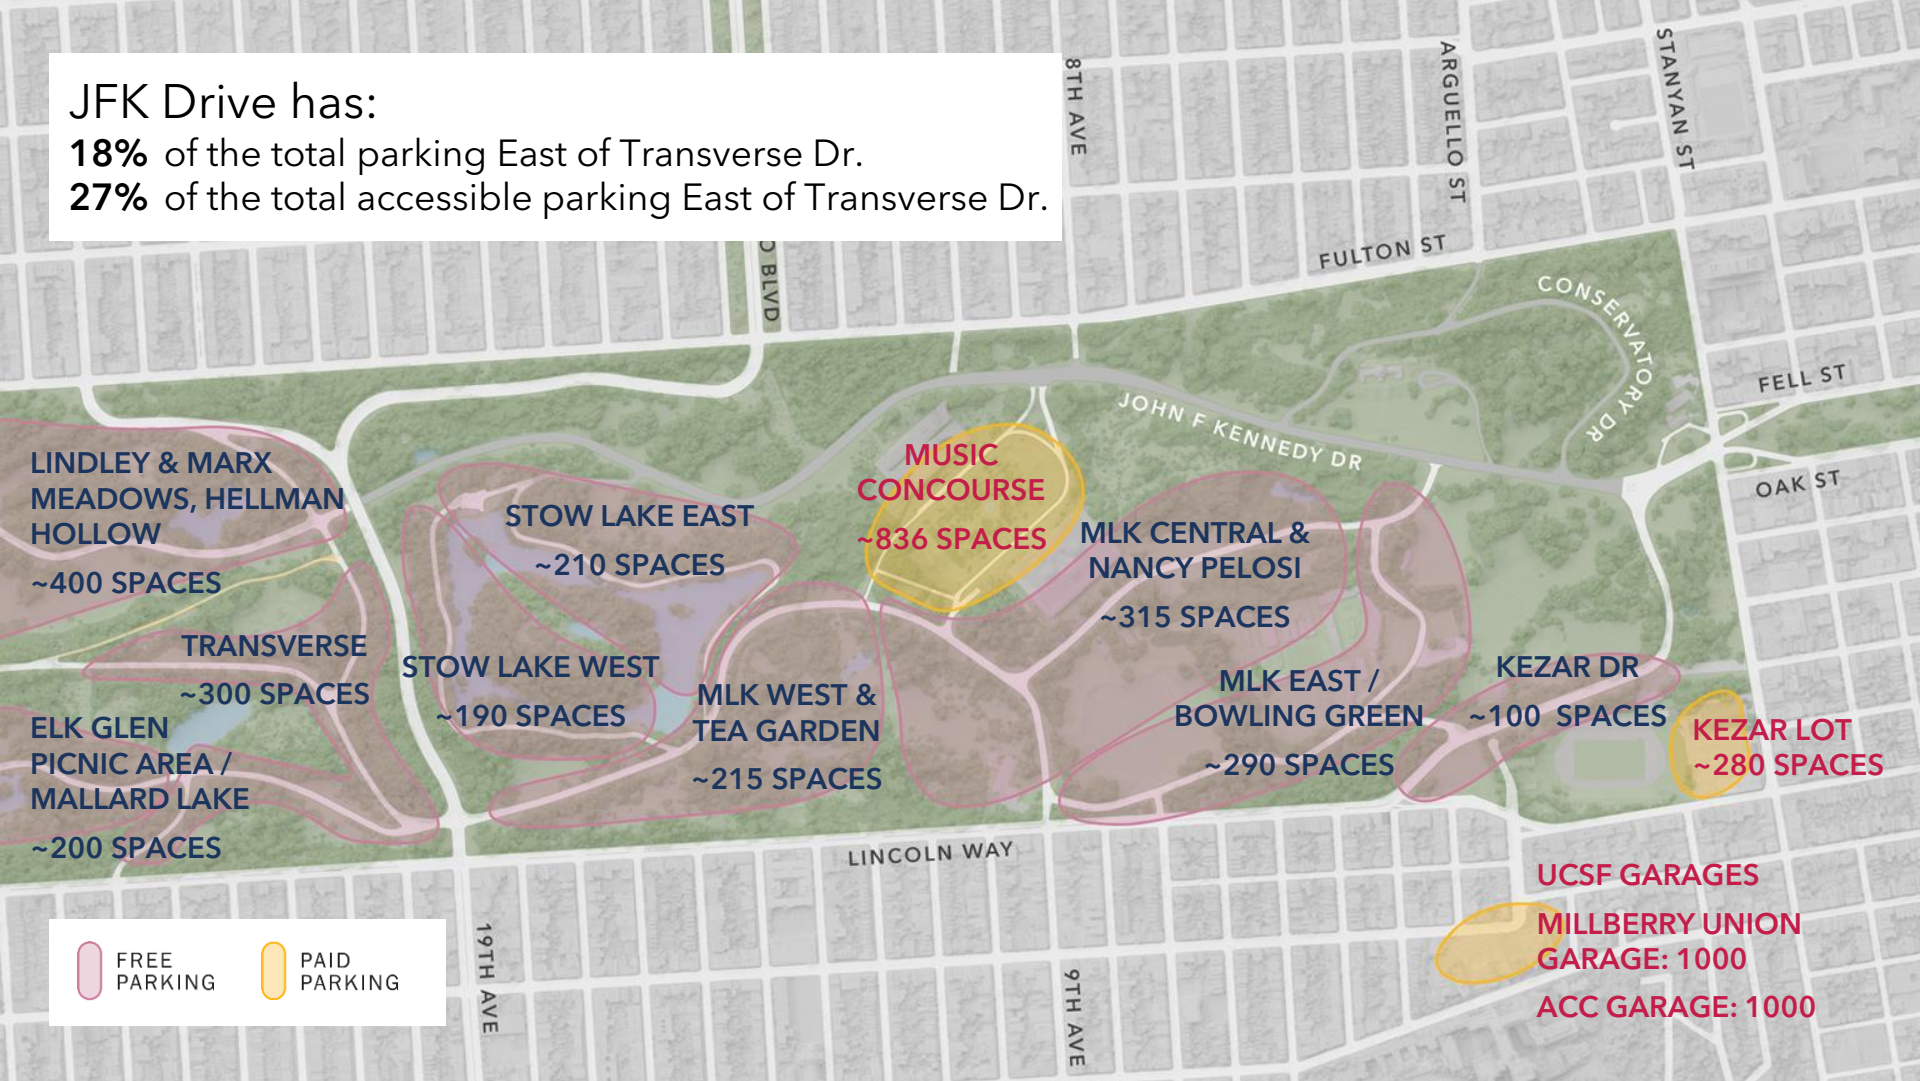 JFK Drive has:
18% of the total parking East of Transverse Dr.
27% of the total accessible parking East of Transverse Dr.
8TH AVE
ARGUELLO ST
STANYAN ST
BLVD
FULTON ST
CONSERVATORY DR
FELL ST
JOHN F KENNEDY DR
OAK ST
LINDLEY & MARX
MEADOWS, HELLMAN
HOLLOW
~400 SPACES
STOW LAKE EAST
~210 SPACES
MUSIC
CONCOURSE
~836 SPACES
MLK CENTRAL &
NANCY PELOSI
~315 SPACES
TRANSVERSE
~300 SPACES
STOW LAKE WEST
~190 SPACES
MLK WEST &
TEA GARDEN
~215 SPACES
MLK EAST /
BOWLING GREEN
~290 SPACES
KEZAR DR
~100 SPACES
KEZAR LOT
~280 SPACES
ELK GLEN
PICNIC AREA /
MALLARD LAKE
~200 SPACES
LINCOLN WAY
UCSF GARAGES
MILLBERRY UNION
GARAGE: 1000
ACC GARAGE: 1000
FREE
PARKING
PAID
PARKING
19TH AVE
9TH AVE